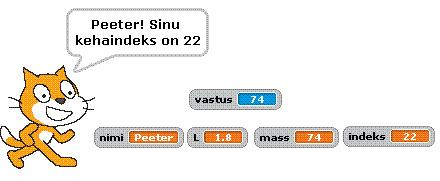 Peeter! Sinu
kehaindeks on 22
vastus 74
nimi Peeter L 1.8 mass 74 indeks 22